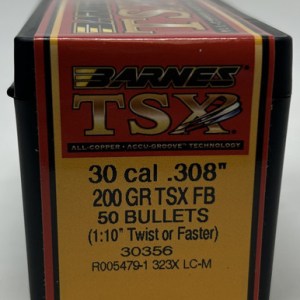 BARNES
TSX
ALL-COPPER • ACCU-GROOVE™ TECHNOLOGY
30 cal .308"
200 GR TSX FB
50 BULLETS
(1:10" Twist or Faster)
30356
R005479-1 323X LC-M